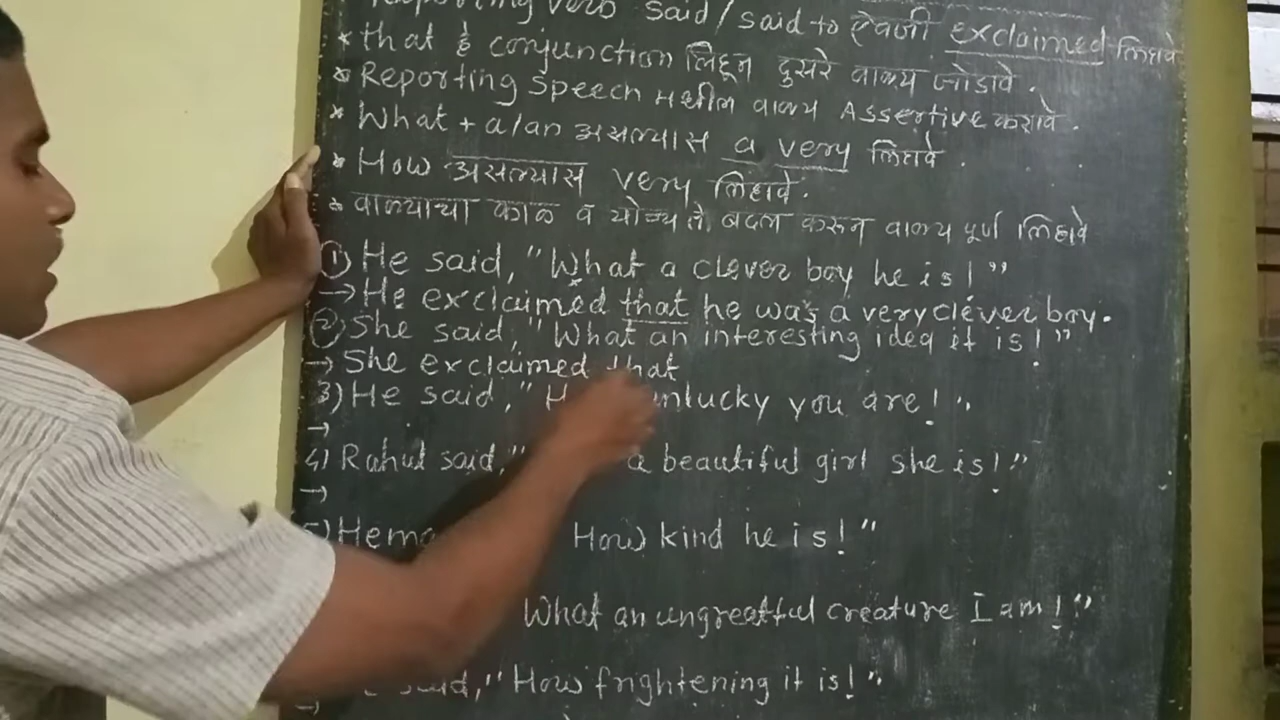 Reporting verb said/said to ऐवजी exclaimed लिहावे
* that हे conjunction लिहून दुसरे वाक्य जोडावे.
* Reporting Speech मधील वाक्य Assertive करावे.
* What + a/an असल्यास a very लिहावे.
* How असल्यास very लिहावे.
* वाक्याचा काळ व योग्य ते बदल करून वाक्य पूर्ण लिहावे
① He said, "What a clever boy he is!"
→ He exclaimed that he was a very clever boy.
② She said, "What an interesting idea it is!"
→ She exclaimed that
3) He said, " unlucky you are!"
→
4) Rahul said, " a beautiful girl she is!"
→
5) How kind he is!"
What an ungreatful creature I am!"
said, "How frightening it is!"
→